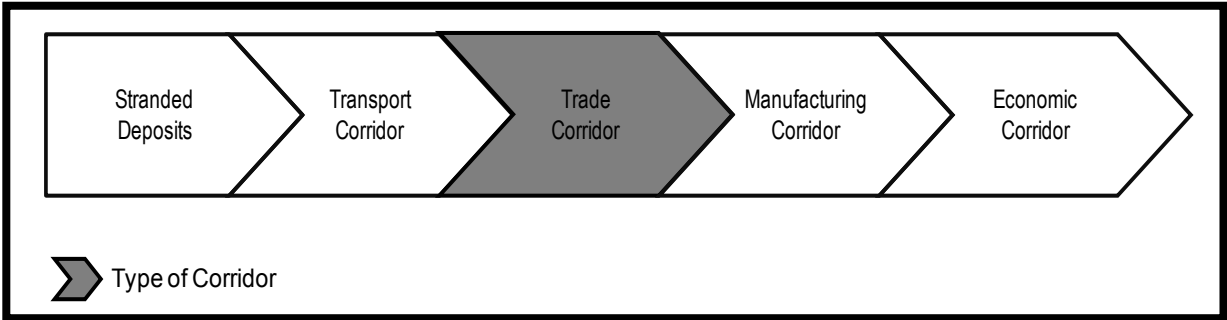 Stranded
Deposits
Transport
Corridor
Trade
Corridor
Manufacturing
Corridor
Economic
Corridor
Type of Corridor